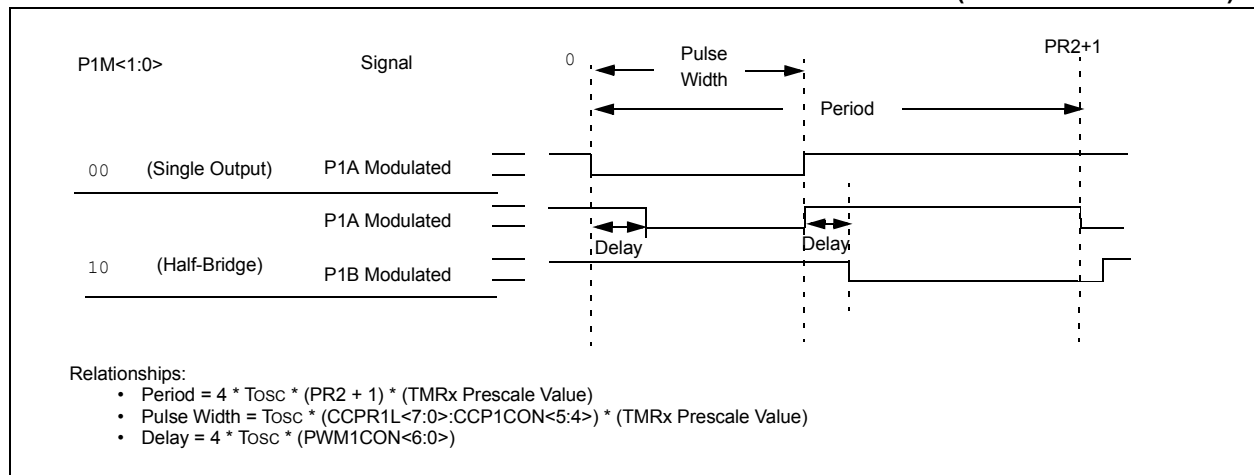 P1M<1:0>
Signal
0
Pulse
Width
PR2+1
Period
00 (Single Output) P1A Modulated
P1A Modulated
Delay
Delay
10 (Half-Bridge) P1B Modulated
Relationships:
• Period = 4 * TOSC * (PR2 + 1) * (TMRx Prescale Value)
• Pulse Width = TOSC * (CCPR1L<7:0>:CCP1CON<5:4>) * (TMRx Prescale Value)
• Delay = 4 * TOSC * (PWM1CON<6:0>)